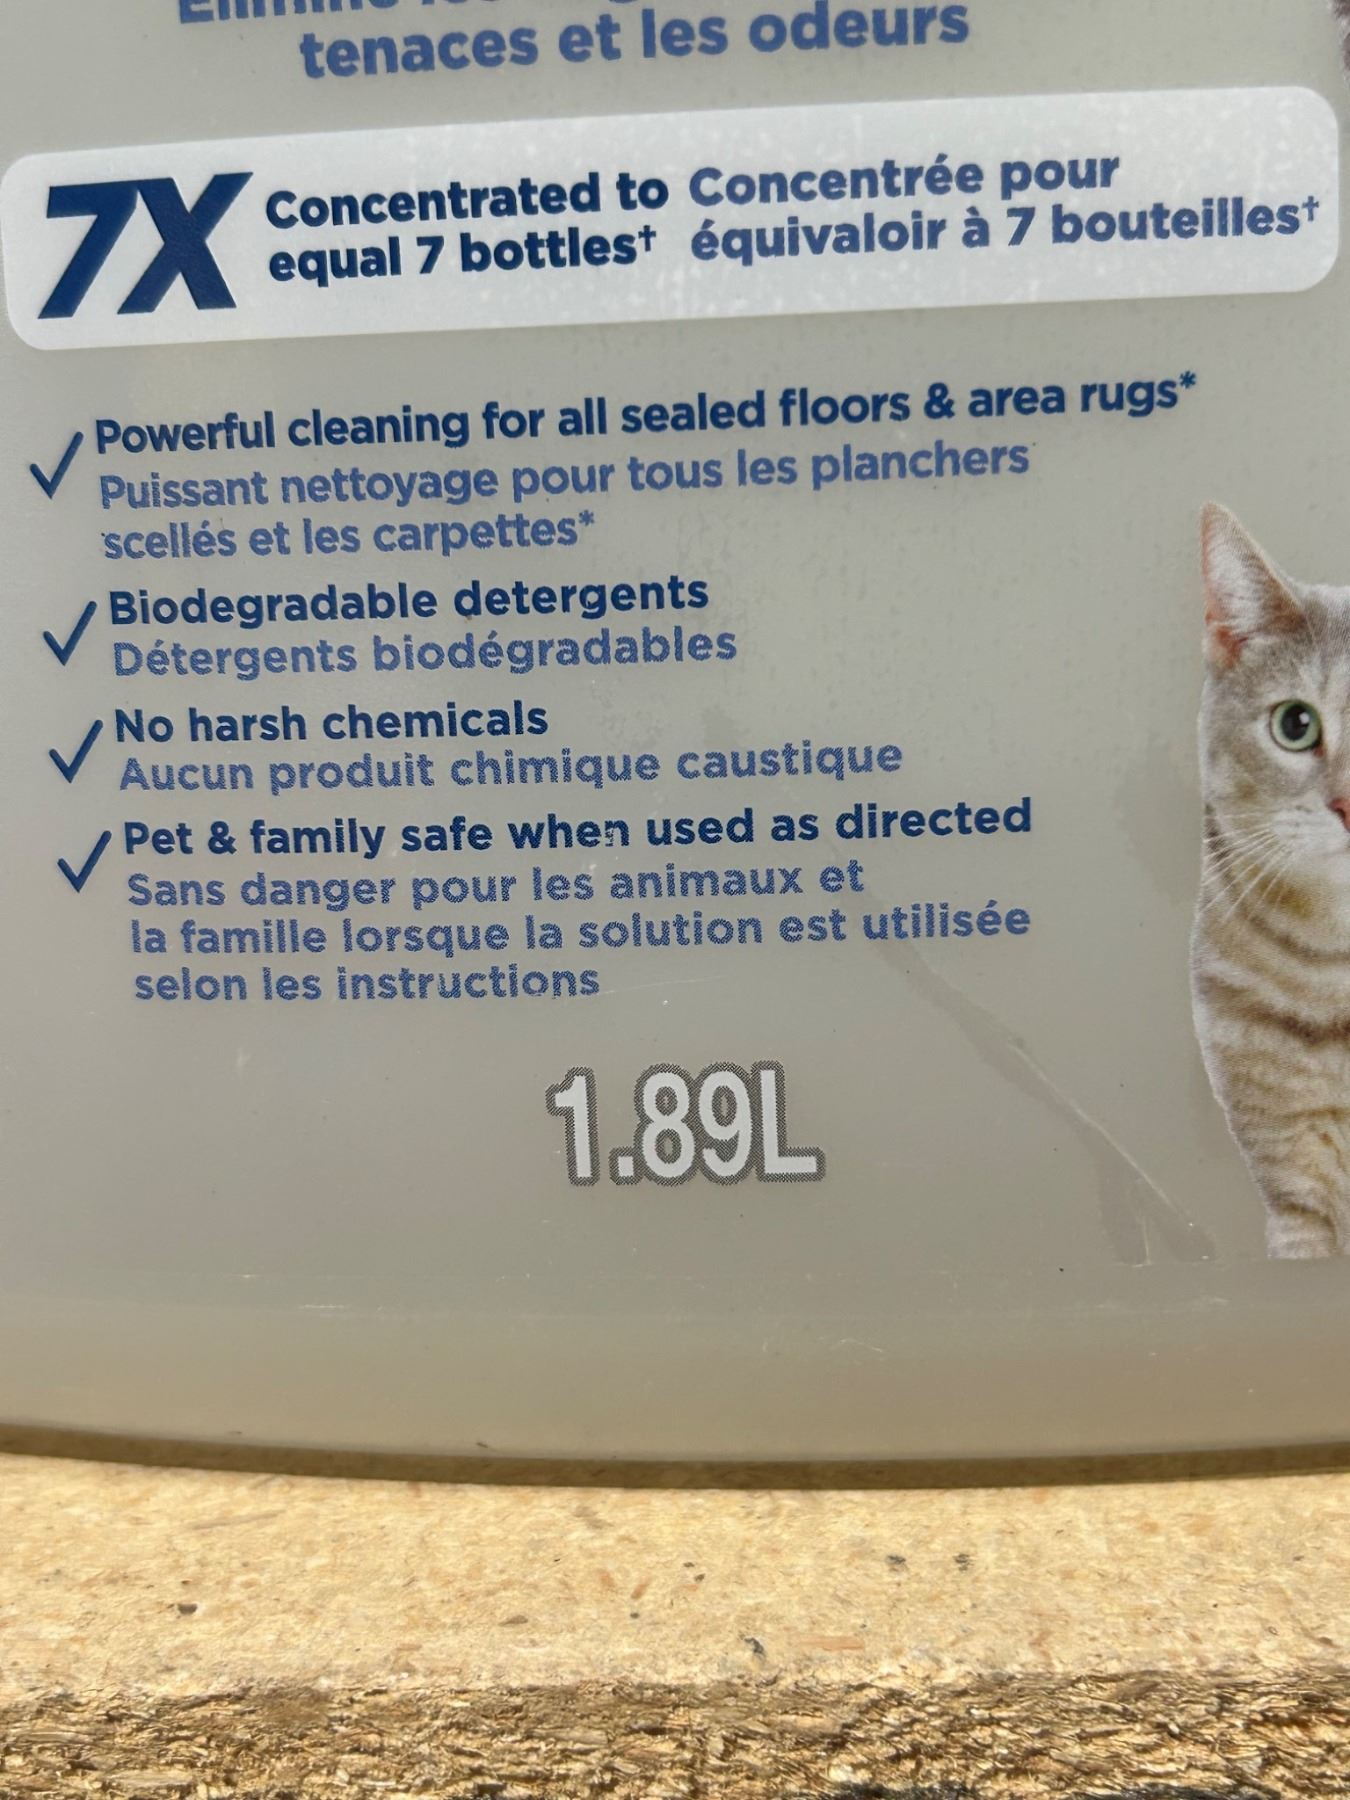 tenaces et les odeurs
7X
Concentrated to
equal 7 bottles†
Concentrée pour
équivaloir à 7 bouteilles†
Powerful cleaning for all sealed floors & area rugs*
Puissant nettoyage pour tous les planchers
scellés et les carpettes*
Biodegradable detergents
Détergents biodégradables
No harsh chemicals
Aucun produit chimique caustique
Pet & family safe when used as directed
Sans danger pour les animaux et
la famille lorsque la solution est utilisée
selon les instructions
1.89L